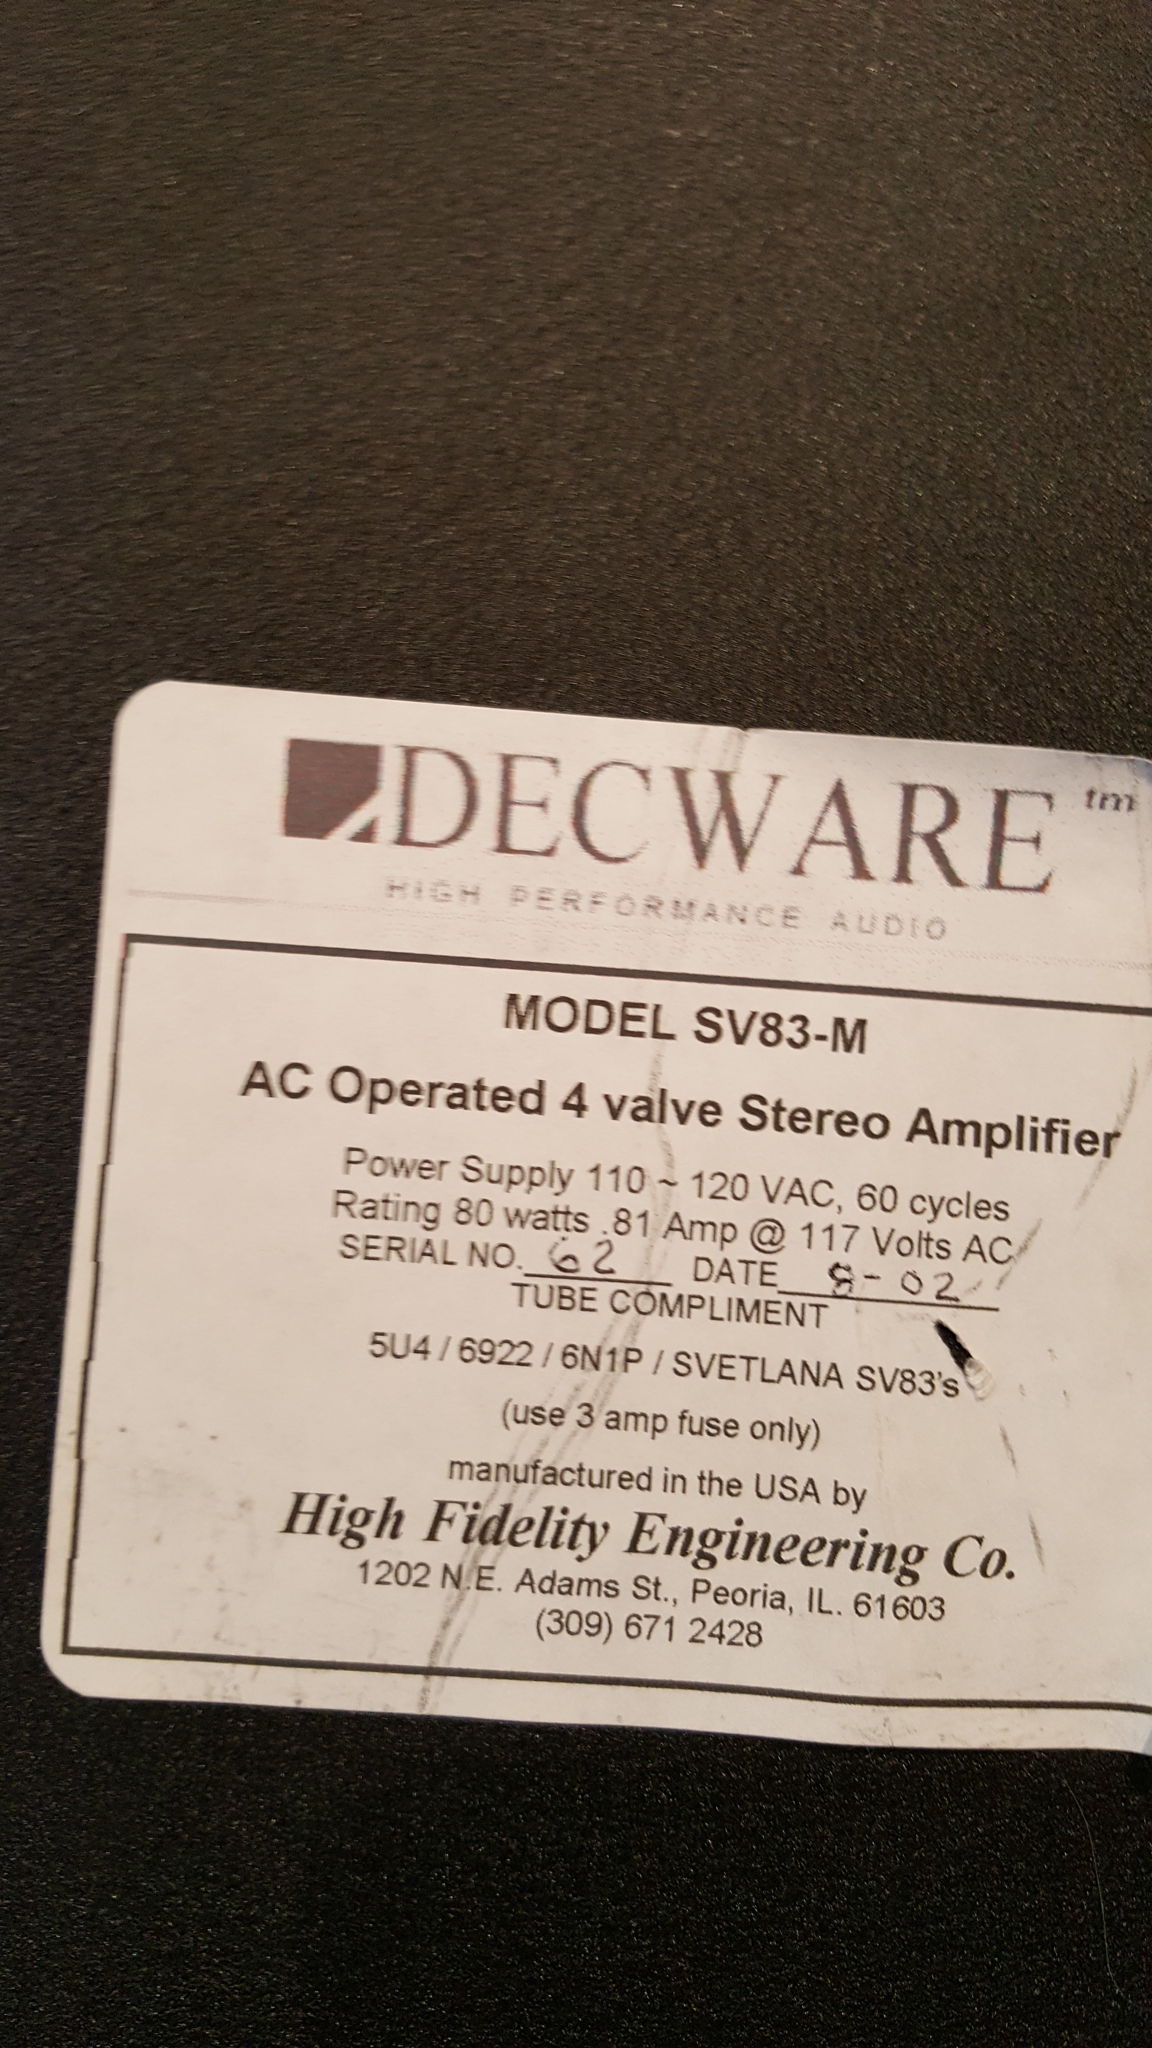 DECWARE tm
HIGH PERFORMANCE AUDIO
MODEL SV83-M
AC Operated 4 valve Stereo Amplifier
Power Supply 110 ~ 120 VAC, 60 cycles
Rating 80 watts .81 Amp @ 117 Volts AC
SERIAL NO. 62 DATE 8-02
TUBE COMPLIMENT
5U4 / 6922 / 6N1P / SVETLANA SV83's
(use 3 amp fuse only)
manufactured in the USA by
High Fidelity Engineering Co.
1202 N.E. Adams St., Peoria, IL. 61603
(309) 671 2428